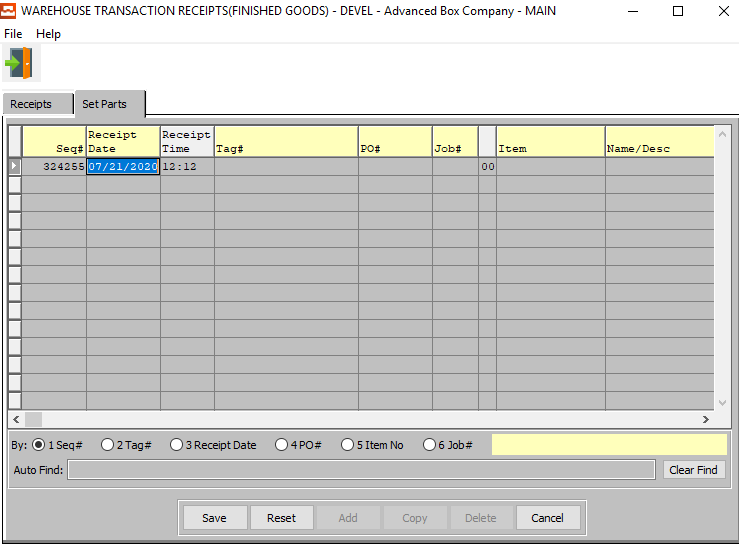 WAREHOUSE TRANSACTION RECEIPTS(FINISHED GOODS) - DEVEL - Advanced Box Company - MAIN
File Help
Receipts Set Parts
Receipt Receipt
Seq# Date Time Tag# PO# Job# Item Name/Desc
324255 07/21/2020 12:12 00
By: 1 Seq# 2 Tag# 3 Receipt Date 4 PO# 5 Item No 6 Job#
Auto Find: Clear Find
Save Reset Add Copy Delete Cancel